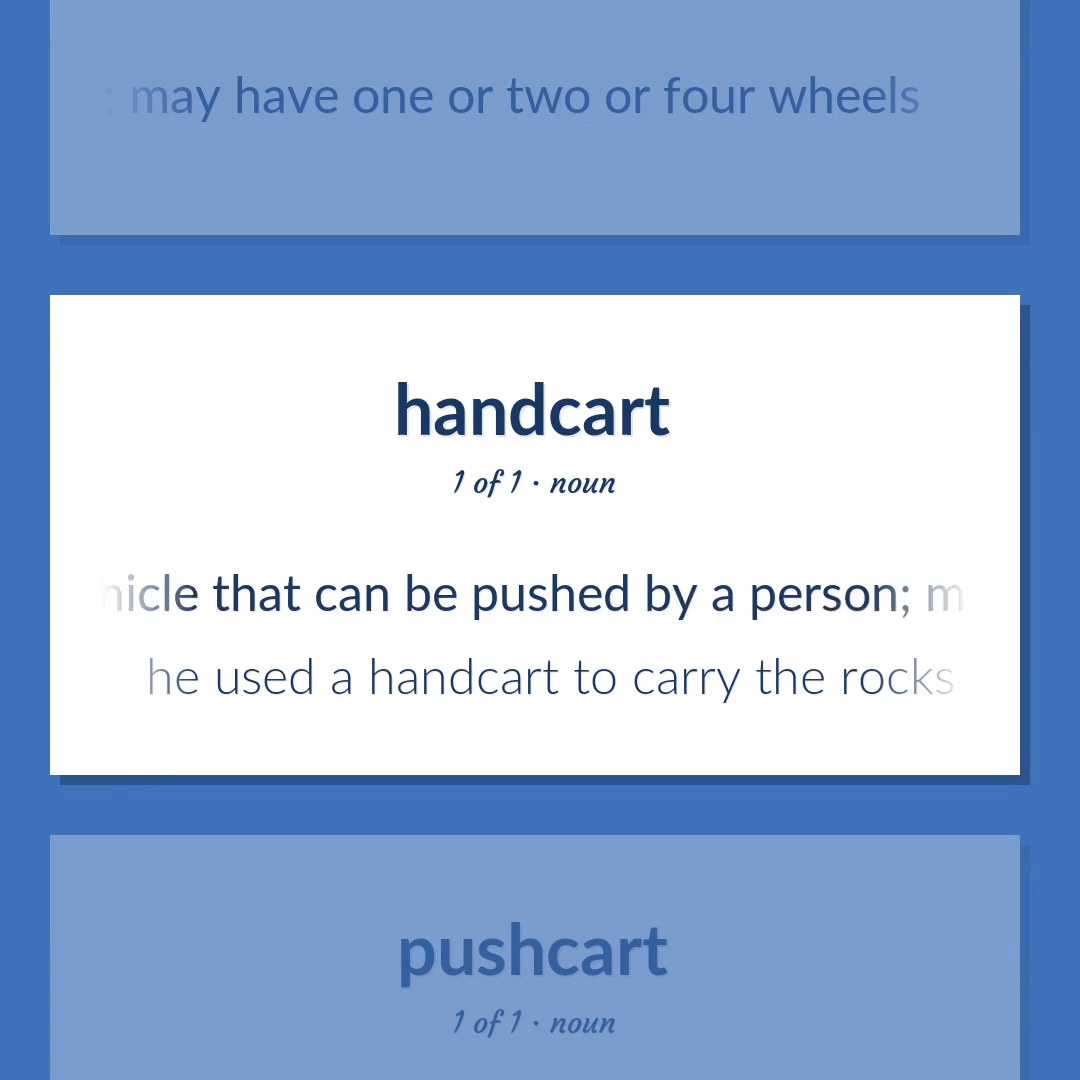 ; may have one or two or four wheels
handcart
1 of 1 · noun
hicle that can be pushed by a person; m
he used a handcart to carry the rocks
pushcart
1 of 1 · noun